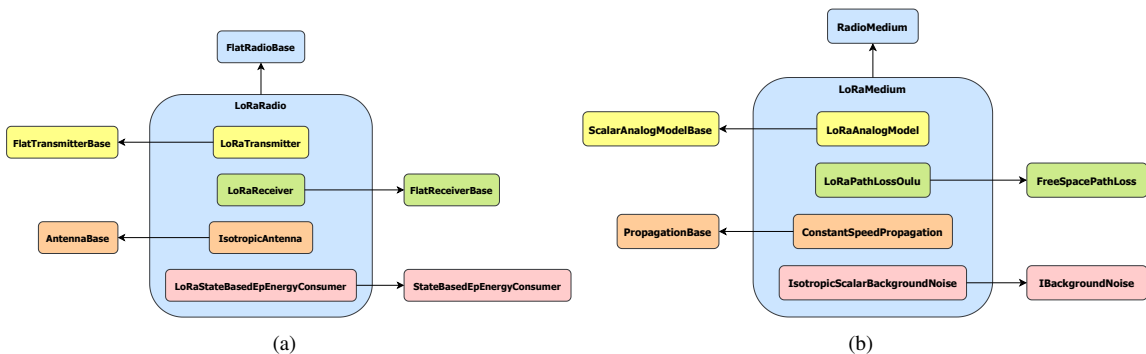 FlatRadioBase
LoRaRadio
FlatTransmitterBase
LoRaTransmitter
LoRaReceiver
FlatReceiverBase
AntennaBase
IsotropicAntenna
LoRaStateBasedEpEnergyConsumer
StateBasedEpEnergyConsumer
(a)
RadioMedium
LoRaMedium
ScalarAnalogModelBase
LoRaAnalogModel
LoRaPathLossOulu
FreeSpacePathLoss
PropagationBase
ConstantSpeedPropagation
IsotropicScalarBackgroundNoise
IBackgroundNoise
(b)